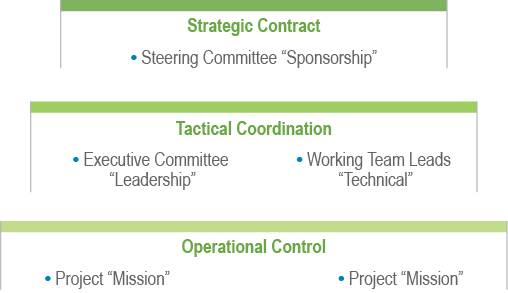 Strategic Contract
• Steering Committee “Sponsorship”
Tactical Coordination
• Executive Committee • Working Team Leads
“Leadership” “Technical”
Operational Control
• Project “Mission” • Project “Mission”